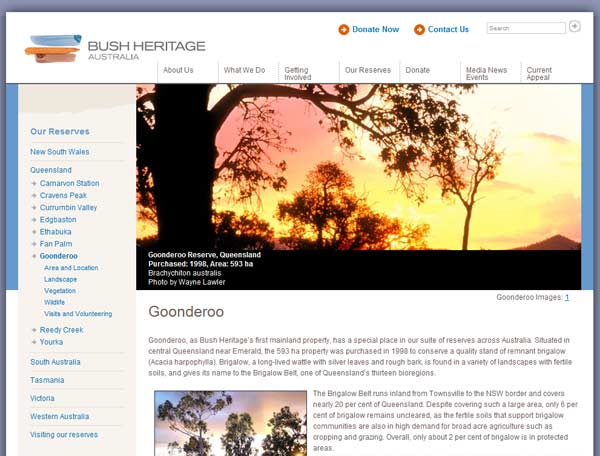 Donate Now
Contact Us
Search
BUSH HERITAGE
AUSTRALIA
About Us
What We Do
Getting
Involved
Our Reserves
Donate
Media News
Events
Current
Appeal
Our Reserves
New South Wales
Queensland
Carnarvon Station
Cravens Peak
Currumbin Valley
Edgbaston
Ethabuka
Fan Palm
Goonderoo
Area and Location
Landscape
Vegetation
Wildlife
Visits and Volunteering
Reedy Creek
Yourka
South Australia
Tasmania
Victoria
Western Australia
Visiting our reserves
Goonderoo Reserve, Queensland
Purchased: 1998, Area: 593 ha
Brachychiton australis
Photo by Wayne Lawler
Goonderoo Images: 1
Goonderoo
Goonderoo, as Bush Heritage's first mainland property, has a special place in our suite of reserves across Australia. Situated in
central Queensland near Emerald, the 593 ha property was purchased in 1998 to conserve a quality stand of remnant brigalow
(Acacia harpophylla). Brigalow, a long-lived wattle with silver leaves and rough bark, is found in a variety of landscapes with fertile
soils, and gives its name to the Brigalow Belt, one of Queensland's thirteen bioregions.
The Brigalow Belt runs inland from Townsville to the NSW border and covers
nearly 20 per cent of Queensland. Despite covering such a large area, only 6 per
cent of brigalow remains uncleared, as the fertile soils that support brigalow
communities are also in high demand for broad acre agriculture such as
cropping and grazing. Overall, only about 2 per cent of brigalow is in protected
areas.